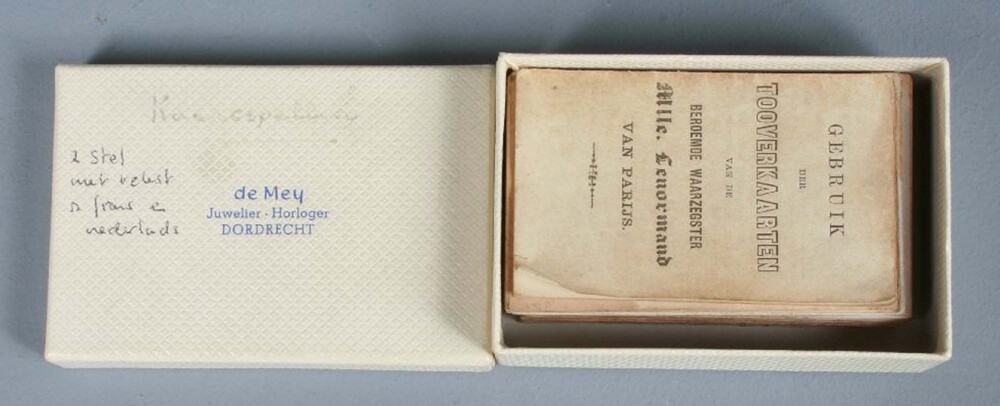 2 Stel
met tekst
in frans en
nederlands
de Mey
Juwelier · Horloger
DORDRECHT
GEBRUIK
DER
TOOVERKAARTEN
VAN DE
BEROEMDE WAARZEGSTER
Mlle. Lenormand
VAN PARIJS.